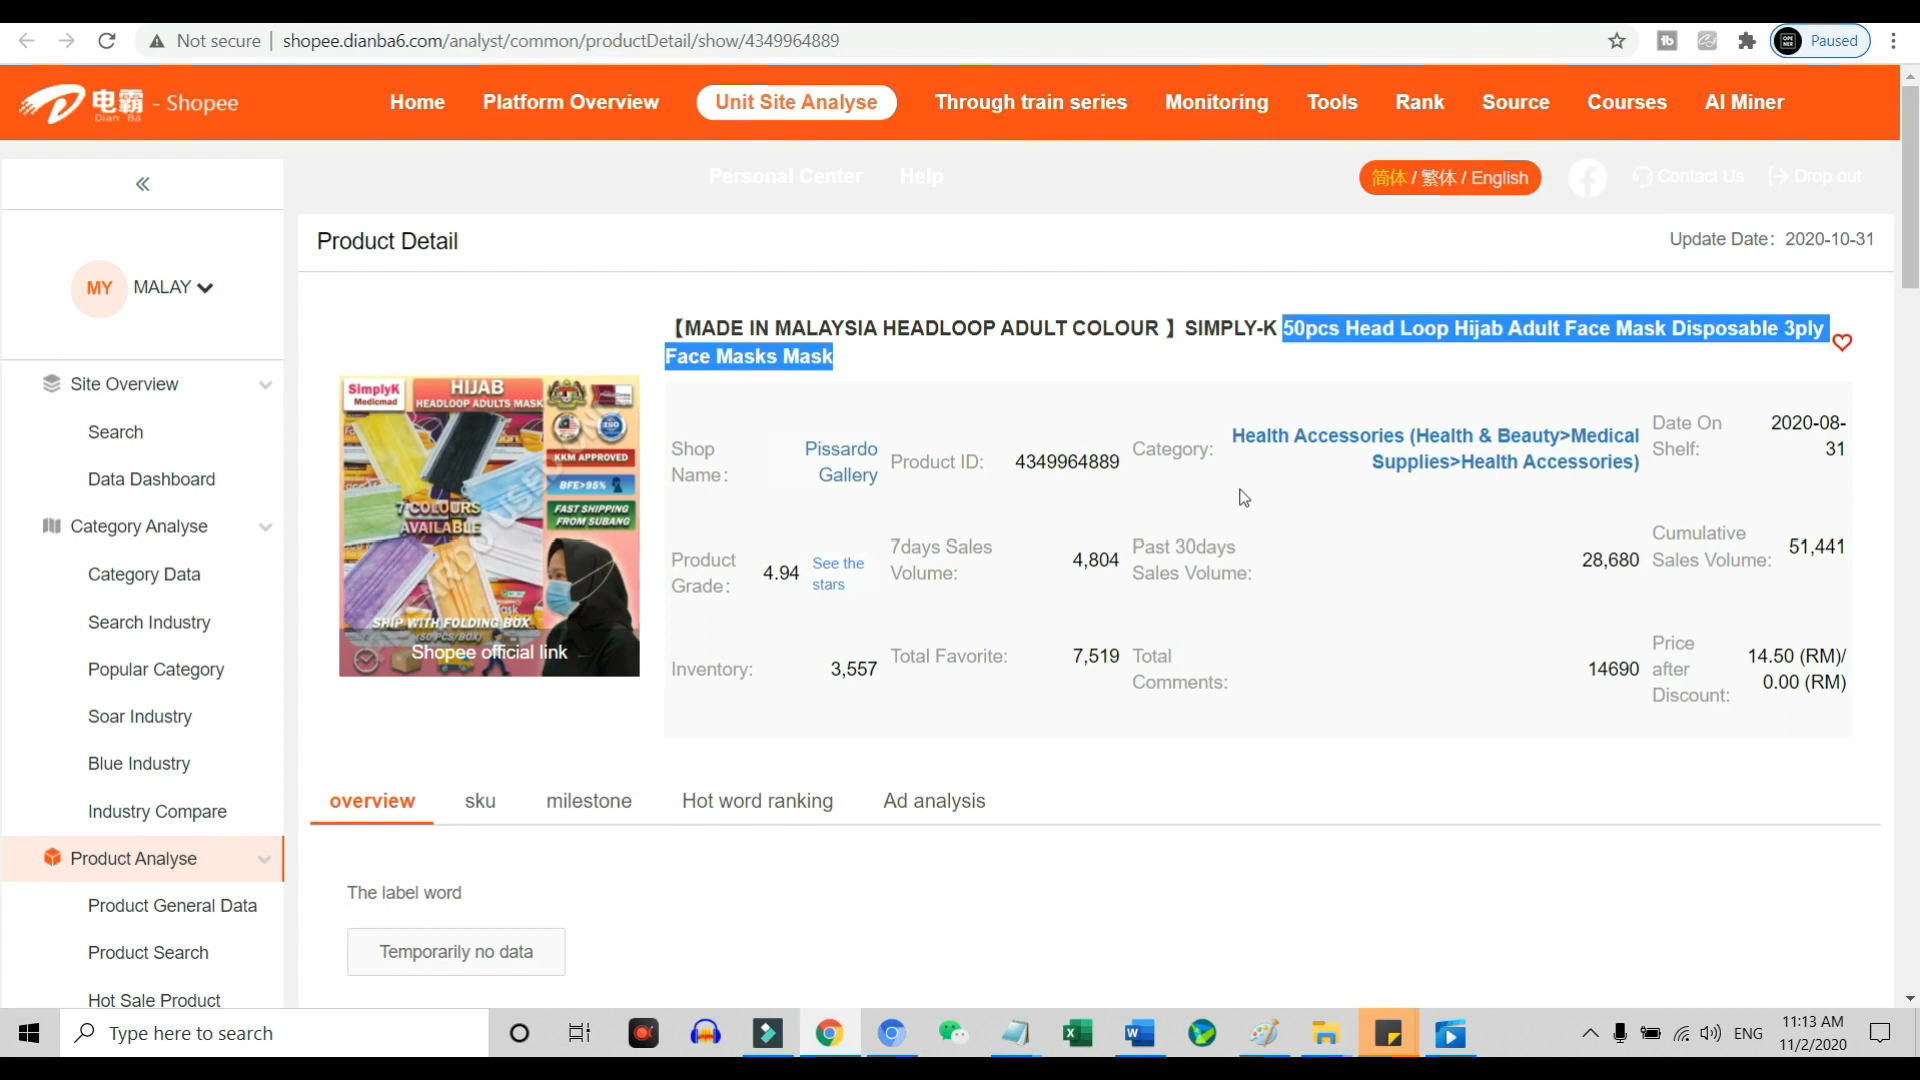 Not secure
shopee.dianba6.com/analyst/common/productDetail/show/4349964889
Paused
电霸 - Shopee
Dian Ba
Home
Platform Overview
Unit Site Analyse
Through train series
Monitoring
Tools
Rank
Source
Courses
AI Miner
Personal Center
Help
简体 / 繁体 / English
Contact Us
Drop out
MY MALAY
Site Overview
Search
Data Dashboard
Category Analyse
Category Data
Search Industry
Popular Category
Soar Industry
Blue Industry
Industry Compare
Product Analyse
Product General Data
Product Search
Hot Sale Product
Product Detail
Update Date: 2020-10-31
【MADE IN MALAYSIA HEADLOOP ADULT COLOUR 】SIMPLY-K 50pcs Head Loop Hijab Adult Face Mask Disposable 3ply
Face Masks Mask
SimplyK
Medicmad
HIJAB
HEADLOOP ADULTS MASK
KKM APPROVED
BFE>95%
FAST SHIPPING
FROM SUBANG
7 COLOURS
AVAILABLE
SHIP WITH FOLDING BOX
(50 PCS/BOX)
Shopee official link
Shop
Name:
Pissardo
Gallery
Product ID:
4349964889
Category:
Health Accessories (Health & Beauty>Medical
Supplies>Health Accessories)
Date On
Shelf:
2020-08-
31
Product
Grade:
4.94
See the
stars
7days Sales
Volume:
4,804
Past 30days
Sales Volume:
28,680
Cumulative
Sales Volume:
51,441
Inventory:
3,557
Total Favorite:
7,519
Total
Comments:
14690
Price
after
Discount:
14.50 (RM)/
0.00 (RM)
overview
sku
milestone
Hot word ranking
Ad analysis
The label word
Temporarily no data
Type here to search
ENG
11:13 AM
11/2/2020